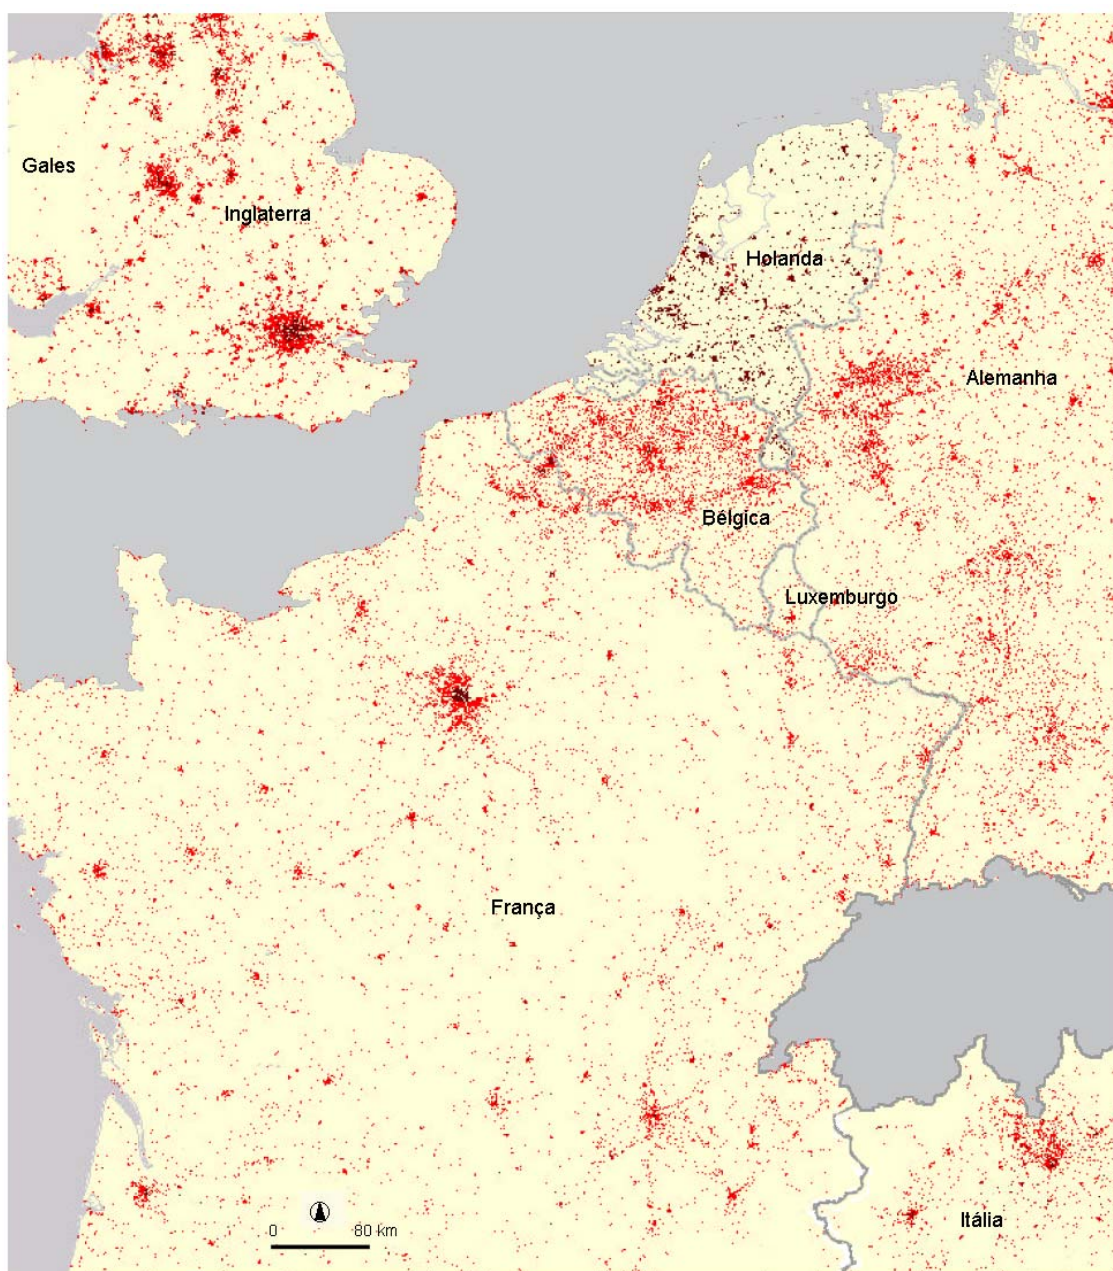 Gales
Inglaterra
Holanda
Alemanha
Bélgica
Luxemburgo
França
0 80 km
Itália